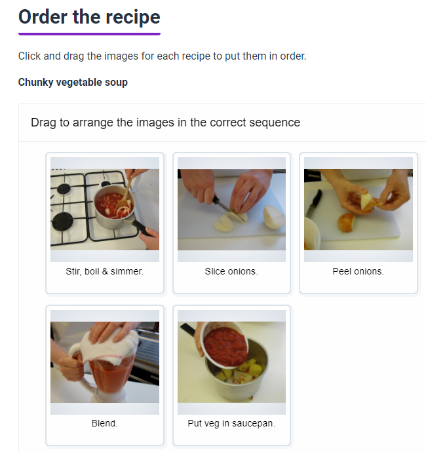 Order the recipe
Click and drag the images for each recipe to put them in order.
Chunky vegetable soup
Drag to arrange the images in the correct sequence
Stir, boil & simmer.
Slice onions.
Peel onions.
Blend.
Put veg in saucepan.